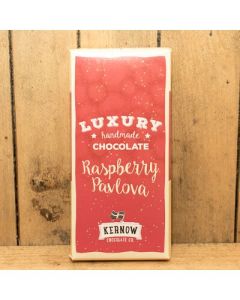 LUXURY
handmade
CHOCOLATE
Raspberry
Pavlova
KERNOW
CHOCOLATE CO.